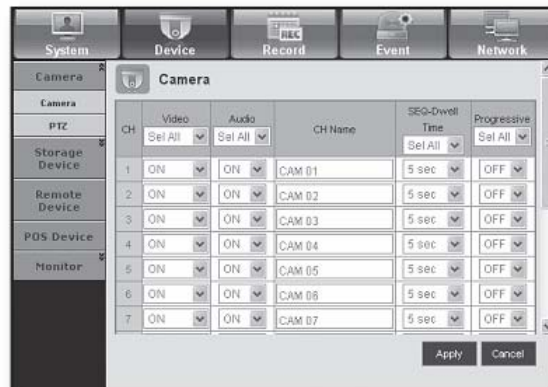 REC
System Device Record Event Network
Camera
Camera
PTZ
Storage
Device
Remote
Device
POS Device
Monitor
Camera
CH Video Audio CH Name SEQ-Dwell Time Progressive
Sel All Sel All Sel All Sel All
1 ON ON CAM 01 5 sec OFF
2 ON ON CAM 02 5 sec OFF
3 ON ON CAM 03 5 sec OFF
4 ON ON CAM 04 5 sec OFF
5 ON ON CAM 05 5 sec OFF
6 ON ON CAM 06 5 sec OFF
7 ON ON CAM 07 5 sec OFF
Apply Cancel